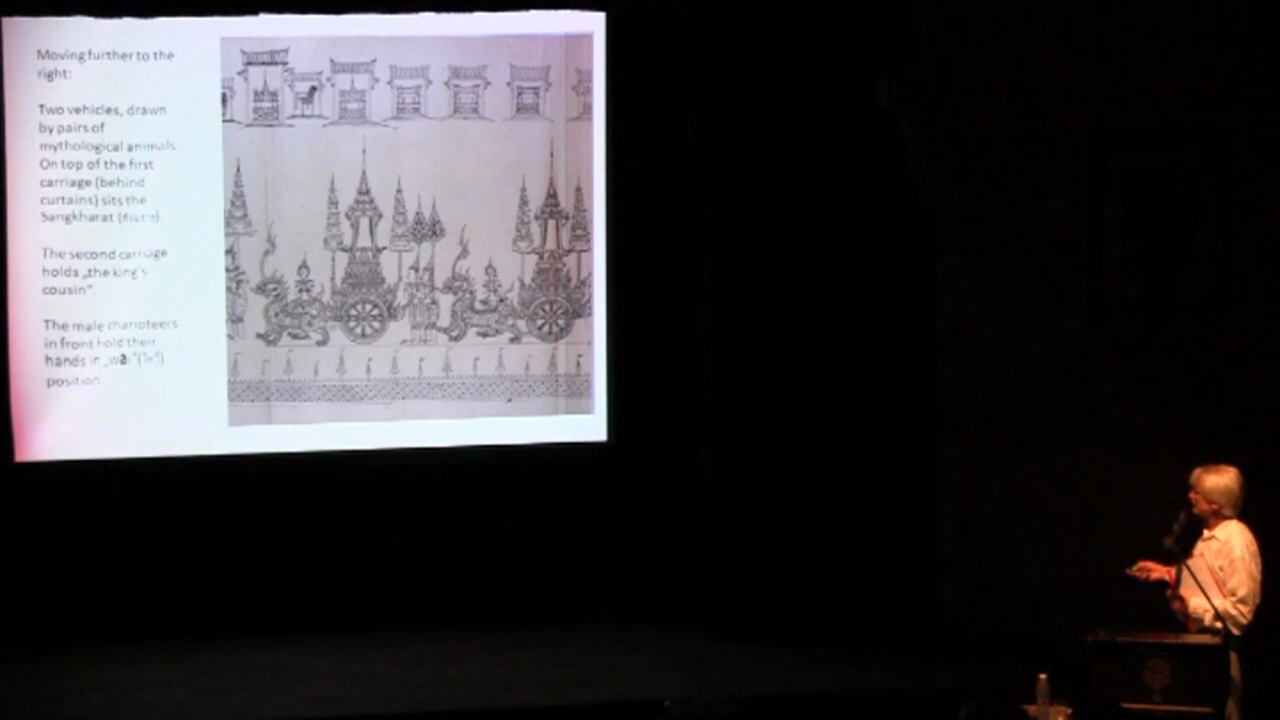 Moving further to the
right:
Two vehicles, drawn
by pairs of
mythological animals.
On top of the first
carriage (behind
curtains) sits the
Sangkharat
The second carriage
holds „the king's
cousin".
The male charioteers
in front hold their
hands in
position.